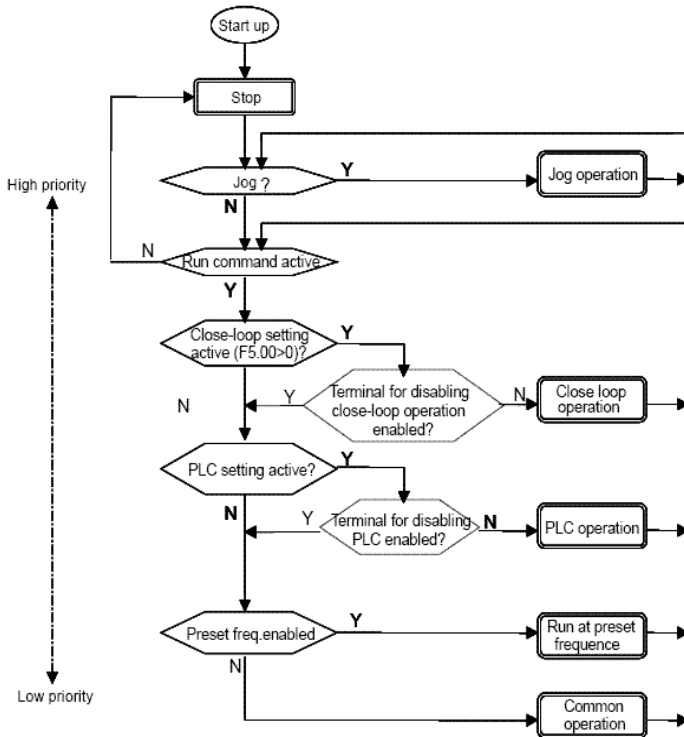 Start up
Stop
Jog ?
Y
Jog operation
High priority
N
N
Run command active
Y
Close-loop setting
active (F5.00>0)?
Y
N
Y
Terminal for disabling
close-loop operation
enabled?
N
Close loop
operation
PLC setting active?
Y
N
Y
Terminal for disabling
PLC enabled?
N
PLC operation
Preset freq.enabled
Y
Run at preset
frequence
N
Low priority
Common
operation